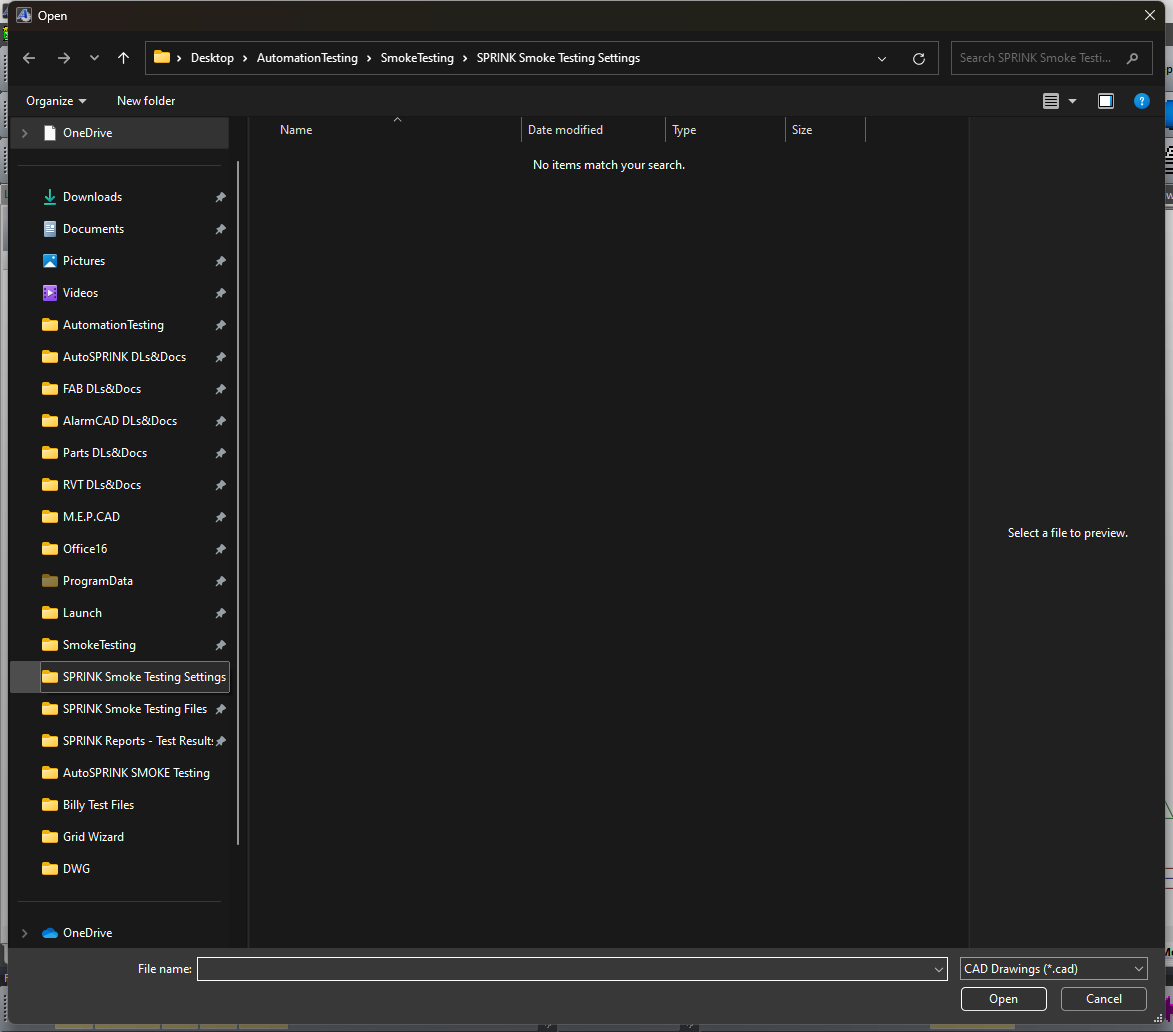 Open
Desktop > AutomationTesting > SmokeTesting > SPRINK Smoke Testing Settings
Search SPRINK Smoke Testi...
Organize
New folder
?
OneDrive
Name
Date modified
Type
Size
No items match your search.
Downloads
Documents
Pictures
Videos
AutomationTesting
AutoSPRINK DLs&Docs
FAB DLs&Docs
AlarmCAD DLs&Docs
Parts DLs&Docs
RVT DLs&Docs
M.E.P.CAD
Office16
ProgramData
Launch
SmokeTesting
SPRINK Smoke Testing Settings
SPRINK Smoke Testing Files
SPRINK Reports - Test Results
AutoSPRINK SMOKE Testing
Billy Test Files
Grid Wizard
DWG
OneDrive
Select a file to preview.
File name:
CAD Drawings (*.cad)
Open
Cancel